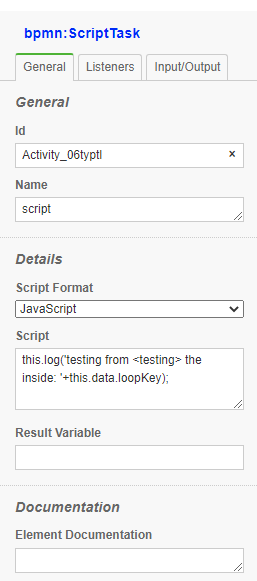 bpmn:ScriptTask
General Listeners Input/Output
General
Id
Activity_06typtl ×
Name
script
Details
Script Format
JavaScript
Script
this.log('testing from <testing> the
inside: '+this.data.loopKey);
Result Variable
Documentation
Element Documentation